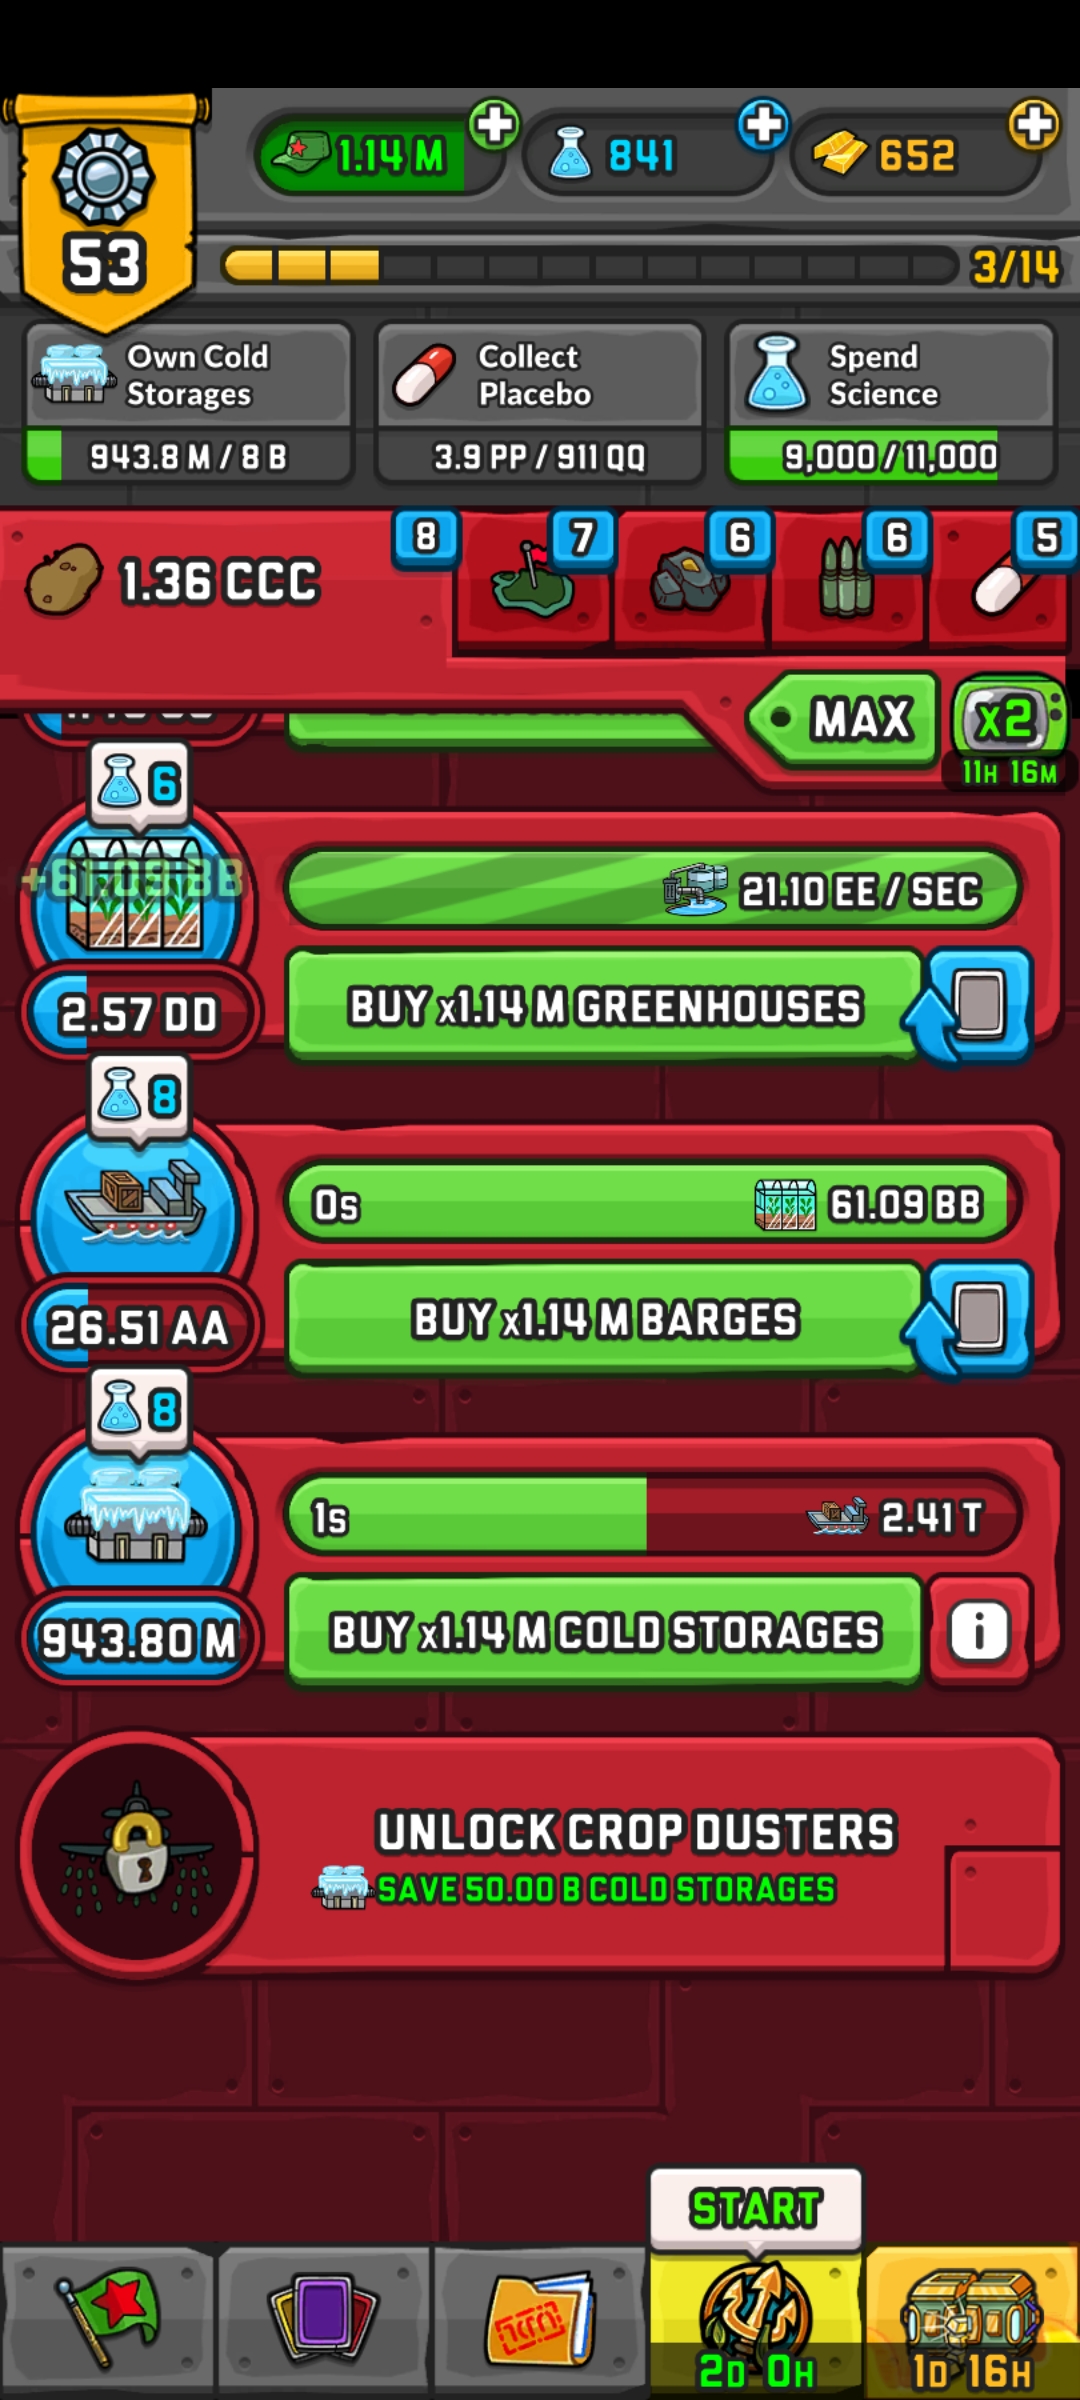 53
1.14 M
841
652
3/14
Own Cold
Storages
943.8 M / 8 B
Collect
Placebo
3.9 PP / 911 QQ
Spend
Science
9,000 / 11,000
1.36 CCC
8
7
6
6
5
MAX
x2
11H 16M
6
+61.09 BB
21.10 EE / SEC
2.57 DD
BUY x1.14 M GREENHOUSES
8
0s
61.09 BB
26.51 AA
BUY x1.14 M BARGES
8
1s
2.41 T
943.80 M
BUY x1.14 M COLD STORAGES
i
UNLOCK CROP DUSTERS
SAVE 50.00 B COLD STORAGES
START
2D 0H
1D 16H